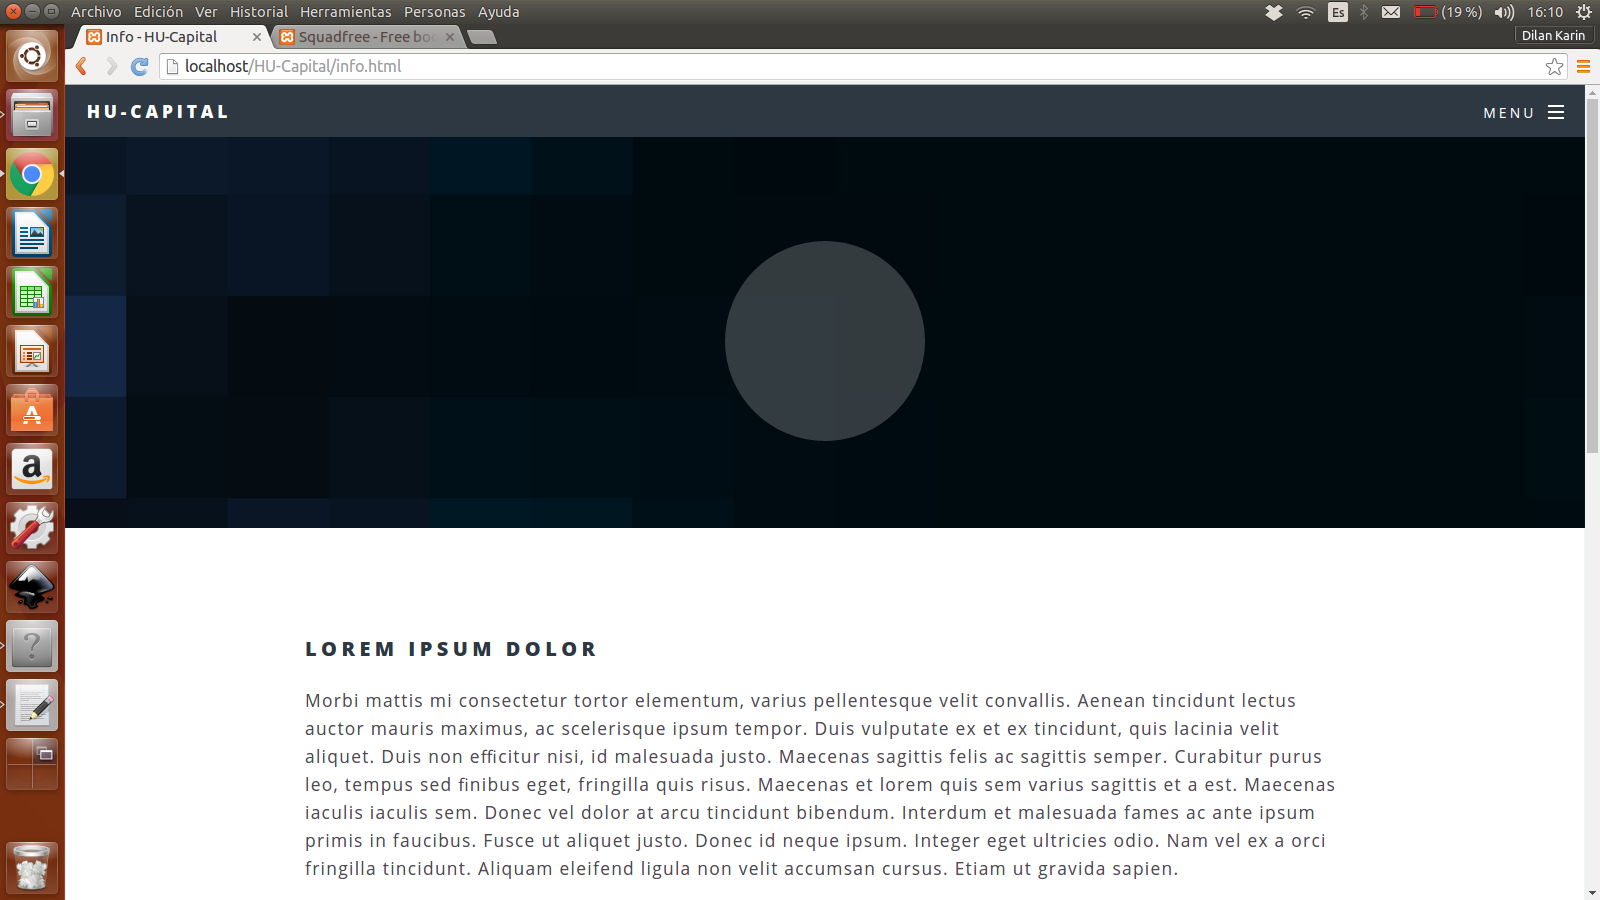 Archivo Edición Ver Historial Herramientas Personas Ayuda
Es (19 %) 16:10
Info - HU-Capital Squadfree - Free boo
Dilan Karin
localhost/HU-Capital/info.html
HU-CAPITAL
MENU
LOREM IPSUM DOLOR
Morbi mattis mi consectetur tortor elementum, varius pellentesque velit convallis. Aenean tincidunt lectus
auctor mauris maximus, ac scelerisque ipsum tempor. Duis vulputate ex et ex tincidunt, quis lacinia velit
aliquet. Duis non efficitur nisi, id malesuada justo. Maecenas sagittis felis ac sagittis semper. Curabitur purus
leo, tempus sed finibus eget, fringilla quis risus. Maecenas et lorem quis sem varius sagittis et a est. Maecenas
iaculis iaculis sem. Donec vel dolor at arcu tincidunt bibendum. Interdum et malesuada fames ac ante ipsum
primis in faucibus. Fusce ut aliquet justo. Donec id neque ipsum. Integer eget ultricies odio. Nam vel ex a orci
fringilla tincidunt. Aliquam eleifend ligula non velit accumsan cursus. Etiam ut gravida sapien.